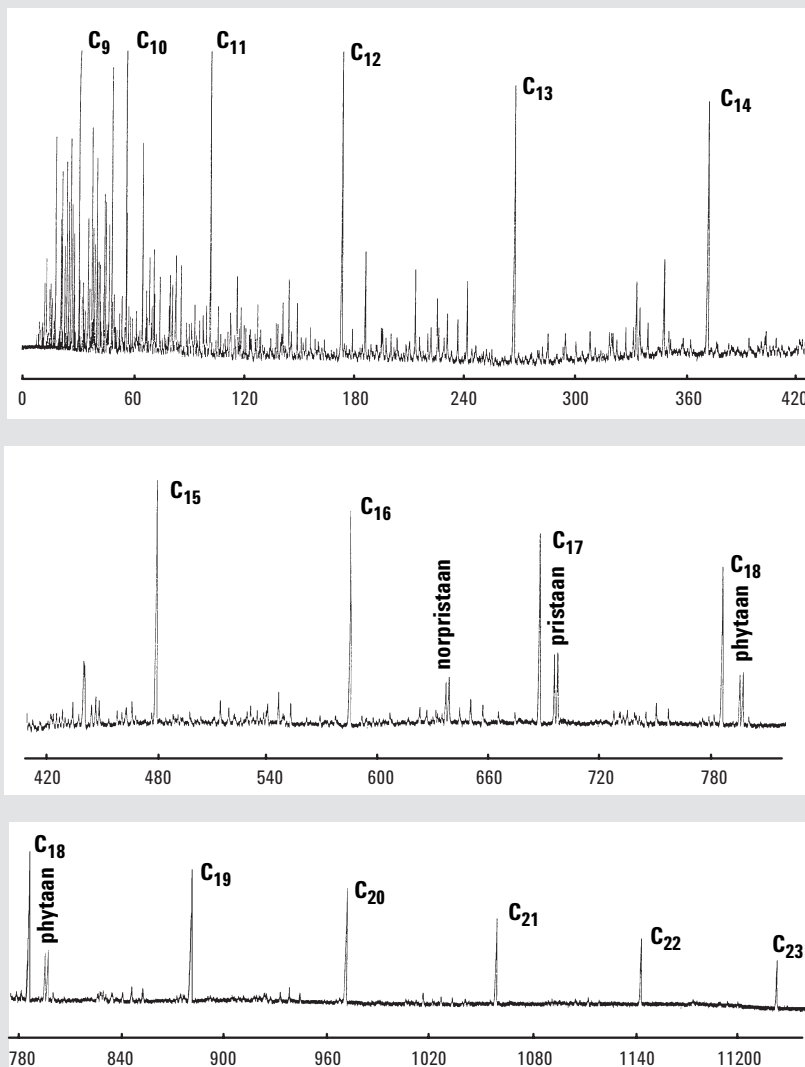 C9 C10 C11 C12 C13 C14
0 60 120 180 240 300 360 420
C15 C16 norpristaan C17 pristaan C18 phytaan
420 480 540 600 660 720 780
C18 phytaan C19 C20 C21 C22 C23
780 840 900 960 1020 1080 1140 11200